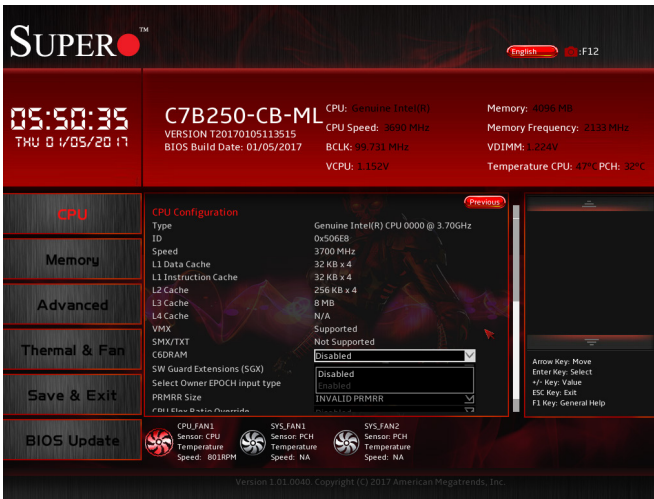 SUPER TM
English :F12
05:50:35
THU 01/05/2017
C7B250-CB-ML
VERSION T20170105113515
BIOS Build Date: 01/05/2017
CPU: Genuine Intel(R)
CPU Speed: 3690 MHz
BCLK: 99.731 MHz
VCPU: 1.152V
Memory: 4096 MB
Memory Frequency: 2133 MHz
VDIMM: 1.224V
Temperature CPU: 47°C PCH: 32°C
CPU
Memory
Advanced
Thermal & Fan
Save & Exit
BIOS Update
Previous
CPU Configuration
Type Genuine Intel(R) CPU 0000 @ 3.70GHz
ID 0x506E8
Speed 3700 MHz
L1 Data Cache 32 KB x 4
L1 Instruction Cache 32 KB x 4
L2 Cache 256 KB x 4
L3 Cache 8 MB
L4 Cache N/A
VMX Supported
SMX/TXT Not Supported
C6DRAM Disabled
SW Guard Extensions (SGX) Disabled
Select Owner EPOCH input type Enabled
PRMRR Size INVALID PRMRR
CPU Flex Ratio Override Disabled
Arrow Key: Move
Enter Key: Select
+/- Key: Value
ESC Key: Exit
F1 Key: General Help
CPU_FAN1
Sensor: CPU
Temperature
Speed: 801RPM
SYS_FAN1
Sensor: PCH
Temperature
Speed: NA
SYS_FAN2
Sensor: PCH
Temperature
Speed: NA
Version 1.01.0040. Copyright (C) 2017 American Megatrends, Inc.